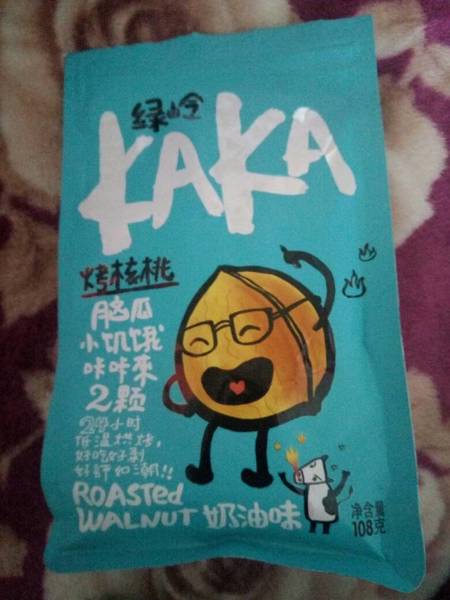 绿岭
KAKA
烤核桃
脑瓜
小饥饿
咔咔来
2颗
24小时
低温烘烤，
好吃好剥
好鲜如潮!!
ROASTED
WALNUT 奶油味
净含量
108克